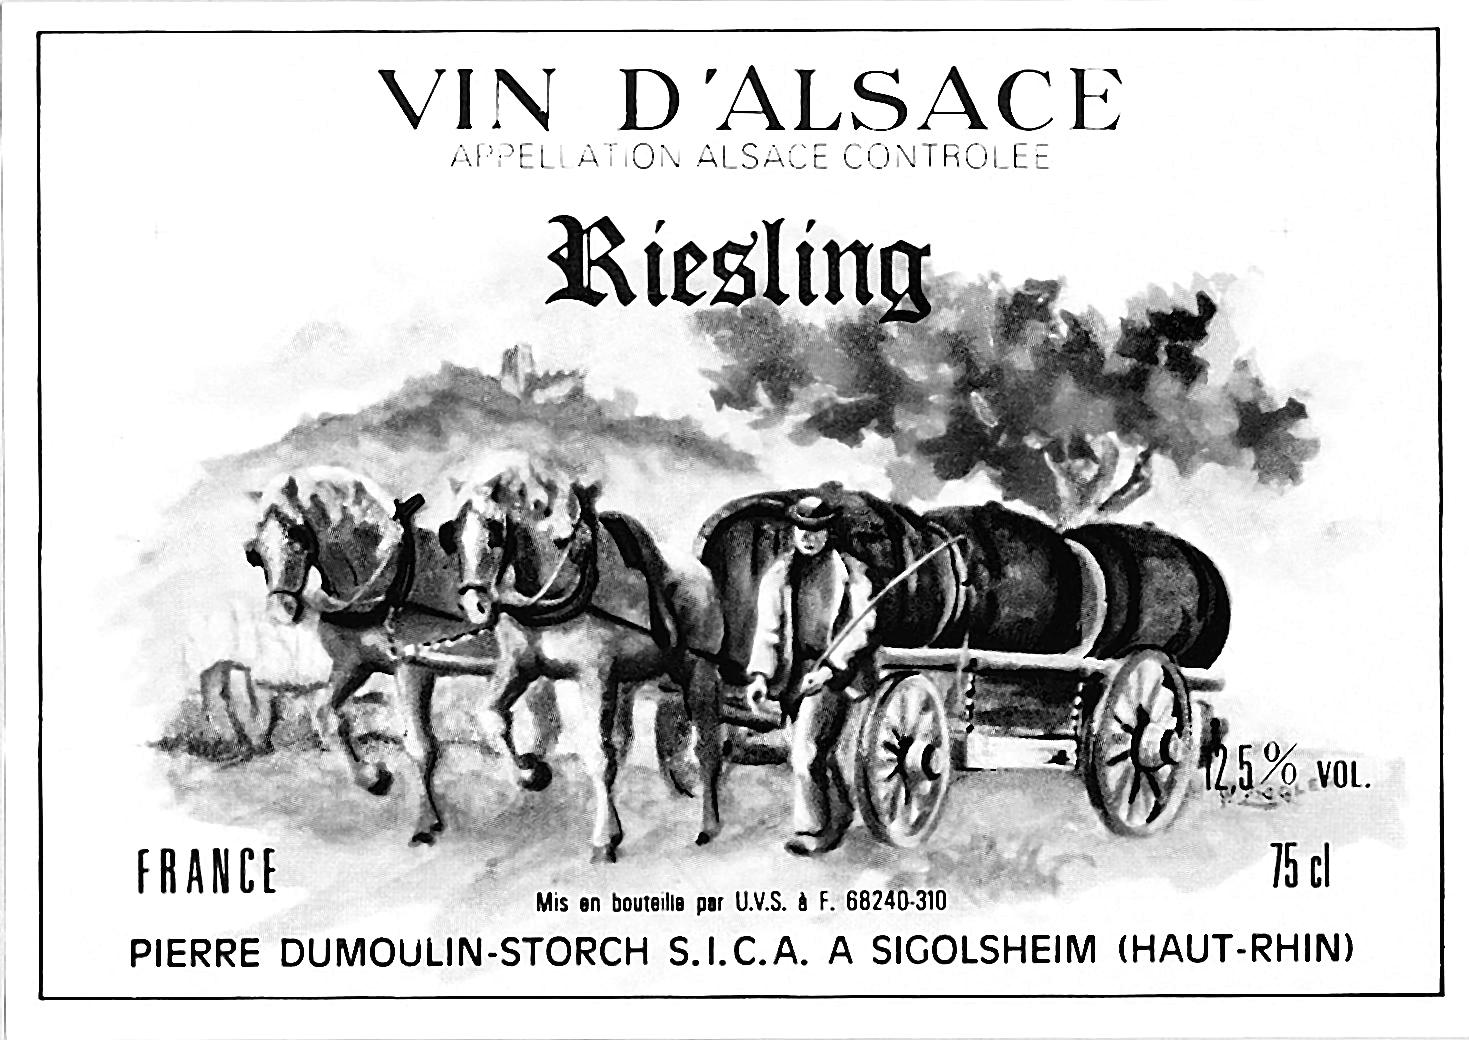 VIN D'ALSACE
APPELLATION ALSACE CONTROLEE
Riesling
12,5% VOL.
75 cl
FRANCE
Mis en bouteille par U.V.S. à F. 68240-310
PIERRE DUMOULIN-STORCH S.I.C.A. A SIGOLSHEIM (HAUT-RHIN)